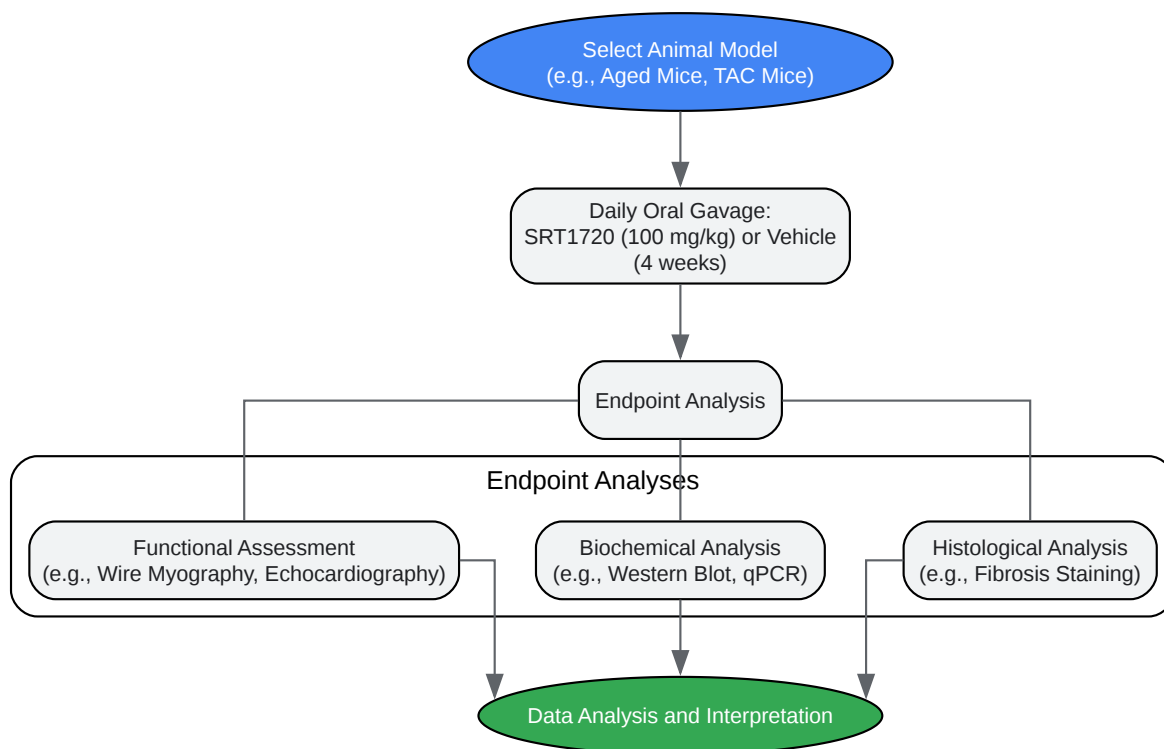 Select Animal Model
(e.g., Aged Mice, TAC Mice)
Daily Oral Gavage:
SRT1720 (100 mg/kg) or Vehicle
(4 weeks)
Endpoint Analysis
Endpoint Analyses
Functional Assessment
(e.g., Wire Myography, Echocardiography)
Biochemical Analysis
(e.g., Western Blot, qPCR)
Histological Analysis
(e.g., Fibrosis Staining)
Data Analysis and Interpretation